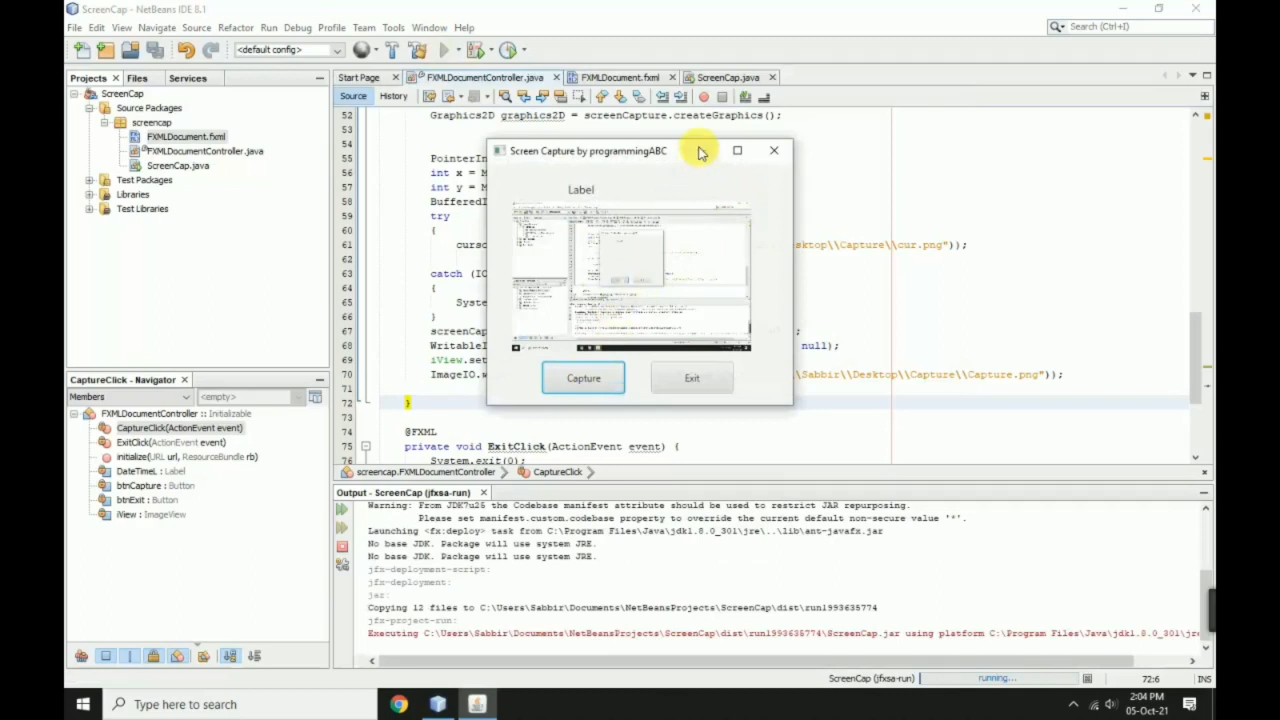 ScreenCap - NetBeans IDE 8.1
File Edit View Navigate Source Refactor Run Debug Profile Team Tools Window Help
Search (Ctrl+I)
<default config>
Projects Files Services
Start Page FXMLDocumentController.java FXMLDocument.fxml ScreenCap.java
Source History
ScreenCap
Source Packages
screencap
FXMLDocument.fxml
FXMLDocumentController.java
ScreenCap.java
Test Packages
Libraries
Test Libraries
52 Graphics2D graphics2D = screenCapture.createGraphics();
53
54
55 PointerIn
56 int x = M
57 int y = M
58 BufferedI
59 try
60 {
61 curso sktop\\Capture\\cur.png"));
62
63 catch (IO
64 {
65 Syste
66 }
67 screenCap ;
68 WritableI null);
69 iView.set
70 ImageIO.w \\Sabbir\\Desktop\\Capture\\Capture.png"));
71
72 }
73
74 @FXML
75 private void ExitClick(ActionEvent event) {
76 System.exit(0);
Screen Capture by programmingABC
Label
Capture Exit
CaptureClick - Navigator
Members <empty>
FXMLDocumentController :: Initializable
CaptureClick(ActionEvent event)
ExitClick(ActionEvent event)
initialize(URL url, ResourceBundle rb)
DateTimeL : Label
btnCapture : Button
btnExit : Button
iView : ImageView
screencap.FXMLDocumentController CaptureClick
Output - ScreenCap (jfxsa-run)
Warning: From JDK7u25 the Codebase manifest attribute should be used to restrict JAR repurposing.
Please set manifest.custom.codebase property to override the current default non-secure value '*'.
Launching <fx:deploy> task from C:\Program Files\Java\jdk1.8.0_301\jre\..\lib\ant-javafx.jar
No base JDK. Package will use system JRE.
No base JDK. Package will use system JRE.
jfx-deployment-script:
jfx-deployment:
jar:
Copying 12 files to C:\Users\Sabbir\Documents\NetBeansProjects\ScreenCap\dist\run1993635774
jfx-project-run:
Executing C:\Users\Sabbir\Documents\NetBeansProjects\ScreenCap\dist\run1993635774\ScreenCap.jar using platform C:\Program Files\Java\jdk1.8.0_301\jre
ScreenCap (jfxsa-run) running... 72:6 INS
Type here to search
2:04 PM
05-Oct-21